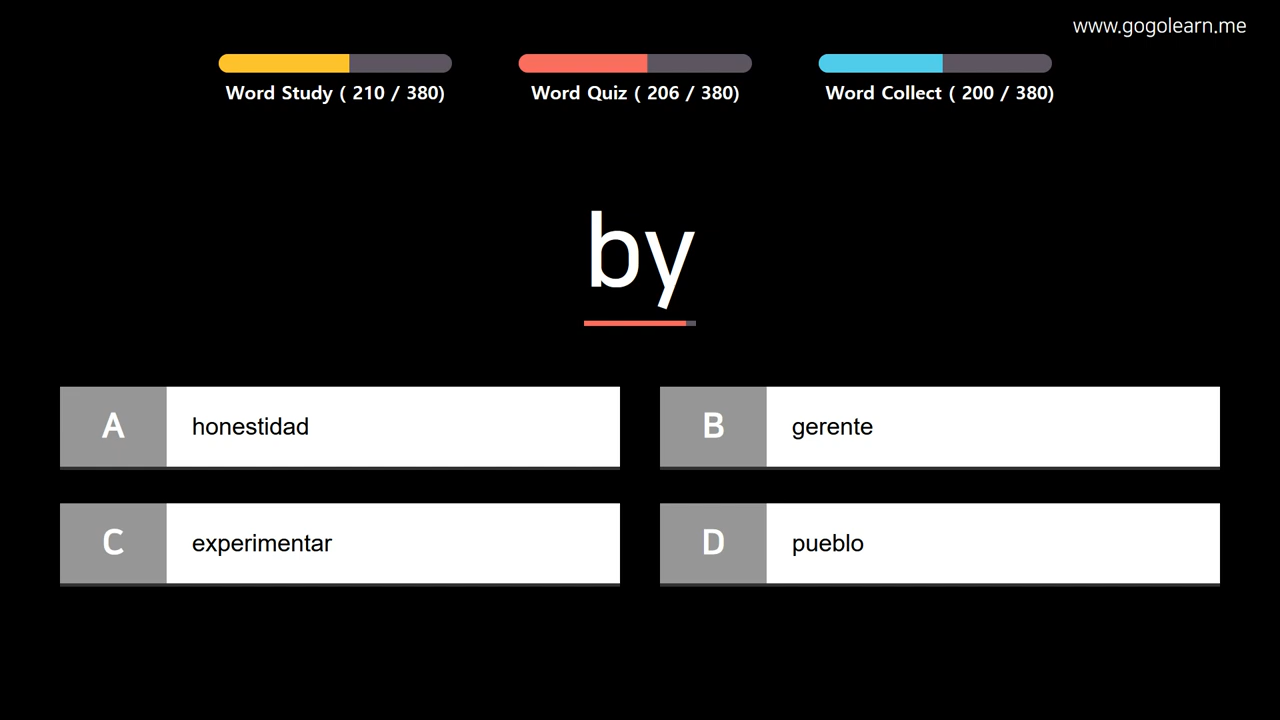 www.gogolearn.me
Word Study ( 210 / 380)
Word Quiz ( 206 / 380)
Word Collect ( 200 / 380)
by
A honestidad
B gerente
C experimentar
D pueblo